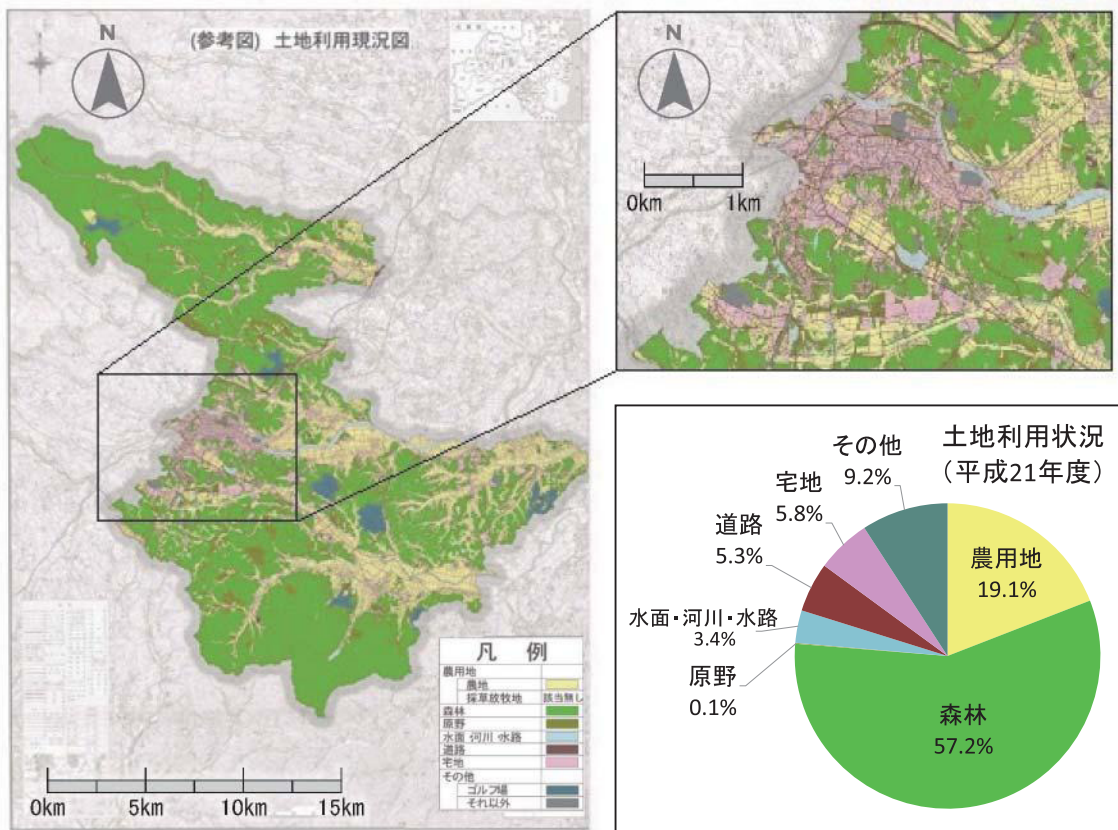 N
(参考図) 土地利用現況図
凡 例
農用地
農地
採草放牧地 該当無し
森林
原野
水面・河川・水路
道路
宅地
その他
ゴルフ場
それ以外
0km 5km 10km 15km
N
0km 1km
土地利用状況
(平成21年度)
その他
9.2%
宅地
5.8%
道路
5.3%
水面・河川・水路
3.4%
原野
0.1%
農用地
19.1%
森林
57.2%